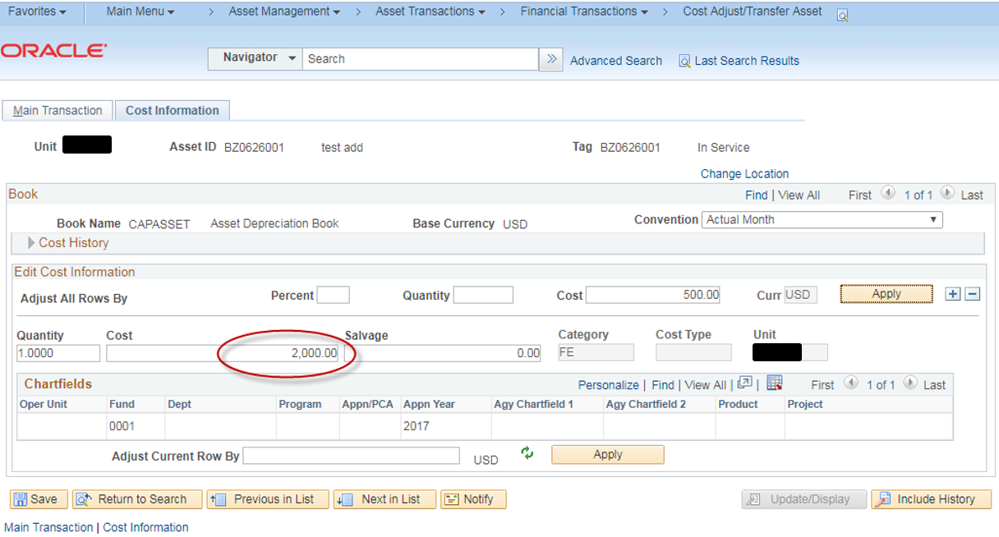 Favorites Main Menu > Asset Management > Asset Transactions > Financial Transactions > Cost Adjust/Transfer Asset
ORACLE
Navigator Search Advanced Search Last Search Results
Main Transaction Cost Information
Unit Asset ID BZ0626001 test add Tag BZ0626001 In Service
Change Location
Book Find | View All First 1 of 1 Last
Book Name CAPASSET Asset Depreciation Book Base Currency USD Convention Actual Month
Cost History
Edit Cost Information
Adjust All Rows By Percent Quantity Cost 500.00 Curr USD Apply
Quantity Cost Salvage Category Cost Type Unit
1.0000 2,000.00 0.00 FE
Chartfields Personalize | Find | View All | | First 1 of 1 Last
Oper Unit Fund Dept Program Appn/PCA Appn Year Agy Chartfield 1 Agy Chartfield 2 Product Project
0001 2017
Adjust Current Row By USD Apply
Save Return to Search Previous in List Next in List Notify Update/Display Include History
Main Transaction | Cost Information